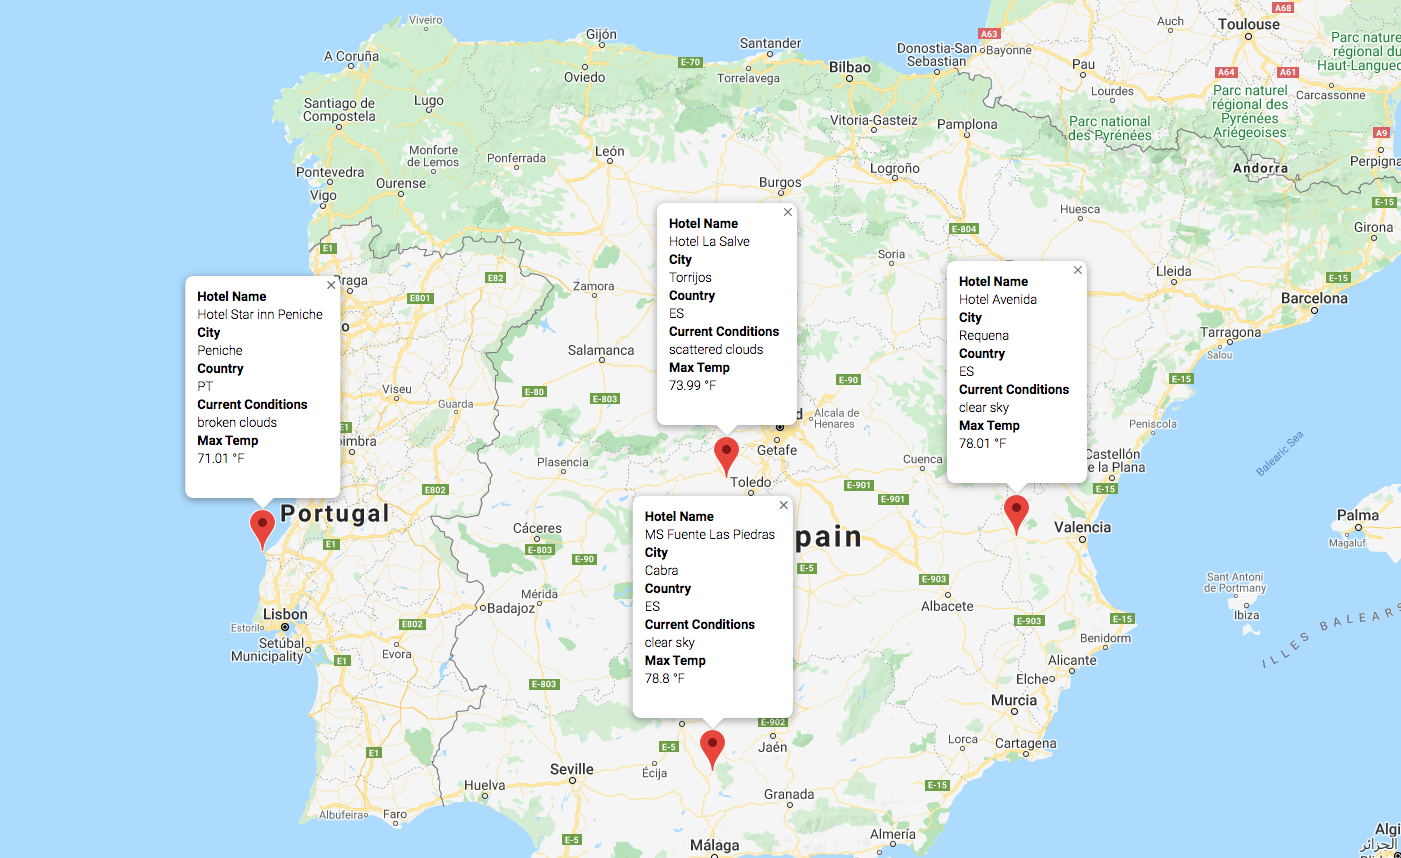 Viveiro
A Coruña
Gijón
Oviedo
E-70
Santander
Torrelavega
Bilbao
Donostia-San
Sebastian
A63
Bayonne
Auch
Toulouse
A68
Parc nature
régional du
Haut-Langued
Pau
A64
A61
Lourdes
Parc naturel
régional des
Pyrénées
Ariégeoises
Carcassonne
Santiago de
Compostela
Lugo
Vitoria-Gasteiz
Pamplona
Parc national
des Pyrénées
A9
Monforte
de Lemos
Ponferrada
León
Logroño
Andorra
Perpigna
Pontevedra
Ourense
Vigo
Burgos
Huesca
E-15
Girona
E1
E-804
Soria
Lleida
E-15
Barcelona
E82
Zamora
Braga
E801
Hotel Name
Hotel La Salve
City
Torrijos
Country
ES
Current Conditions
scattered clouds
Max Temp
73.99 °F
Hotel Name
Hotel Avenida
City
Requena
Country
ES
Current Conditions
clear sky
Max Temp
78.01 °F
Hotel Name
Hotel Star inn Peniche
City
Peniche
Country
PT
Current Conditions
broken clouds
Max Temp
71.01 °F
Tarragona
Salou
Salamanca
E-15
E-90
E-80
E-803
Viseu
Guarda
Alcala de
Henares
Peniscola
E1
oimbra
Getafe
Plasencia
Cuenca
Castellón
de la Plana
Balearic Sea
E802
Toledo
E-901
E-901
E-15
Portugal
Palma
Magaluf
Cáceres
pain
Valencia
E1
E-803
E-90
E-5
E-903
Hotel Name
MS Fuente Las Piedras
City
Cabra
Country
ES
Current Conditions
clear sky
Max Temp
78.8 °F
Mérida
Badajoz
Albacete
Sant Antoni
de Portmany
Ibiza
ILLES BALEARS
Lisbon
Estoril
Setúbal
Municipality
E802
Evora
E1
E-903
E-15
Benidorm
Alicante
Elche
E-803
Murcia
E-902
Jaén
E-5
Lorca
Cartagena
E1
Seville
Écija
Huelva
Granada
E-15
Albufeira
Faro
E-5
Málaga
Almería
Algi
الجزائر